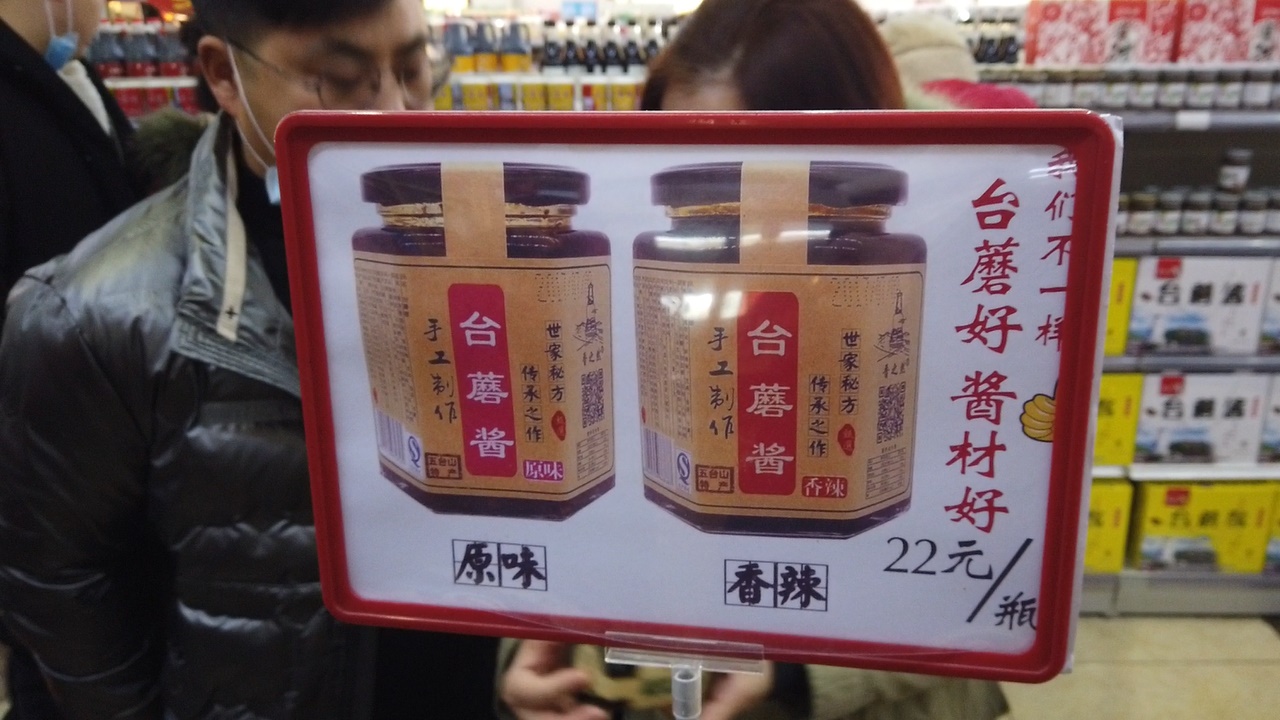 我们不一样
台蘑好 酱材好
22元/瓶
手工制作
台蘑酱
世家秘方
传承之作
五台山
特产
原味
手工制作
台蘑酱
世家秘方
传承之作
五台山
特产
香辣
原味
香辣